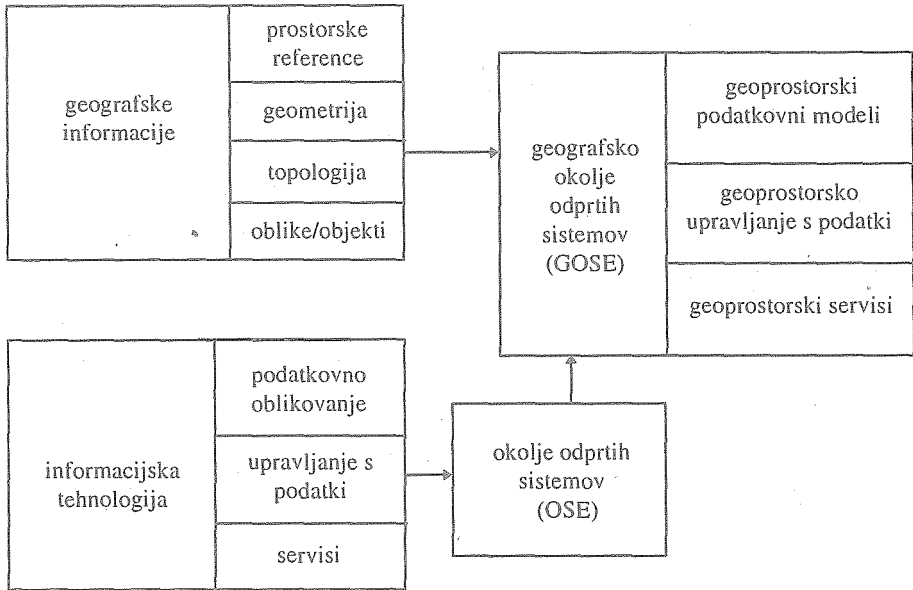 geografske
informacije
prostorske
reference
geometrija
topologija
oblike/objekti
geografsko
okolje
odprtih
sistemov
(GOSE)
geoprostorski
podatkovni modeli
geoprostorsko
upravljanje s podatki
geoprostorski servisi
informacijska
tehnologija
podatkovno
oblikovanje
upravljanje s
podatki
servisi
okolje odprtih
sistemov
(OSE)